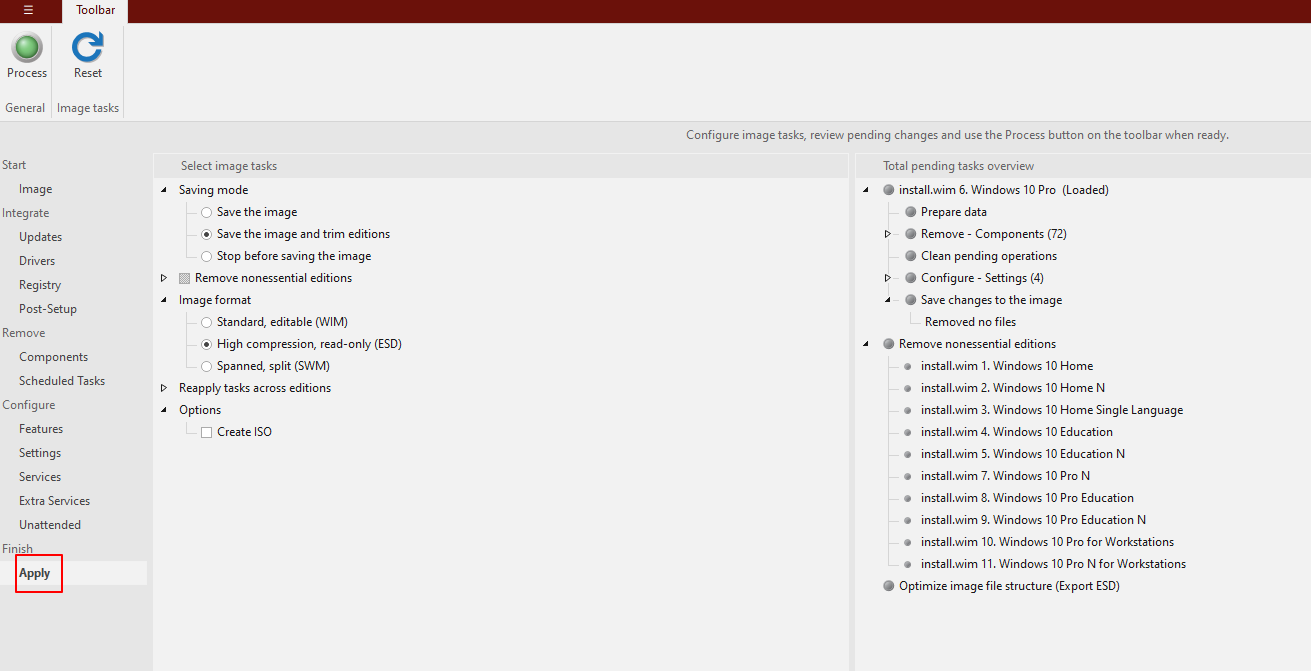 Toolbar
Process
Reset
General
Image tasks
Configure image tasks, review pending changes and use the Process button on the toolbar when ready.
Start
Image
Integrate
Updates
Drivers
Registry
Post-Setup
Remove
Components
Scheduled Tasks
Configure
Features
Settings
Services
Extra Services
Unattended
Finish
Apply
Select image tasks
Saving mode
Save the image
Save the image and trim editions
Stop before saving the image
Remove nonessential editions
Image format
Standard, editable (WIM)
High compression, read-only (ESD)
Spanned, split (SWM)
Reapply tasks across editions
Options
Create ISO
Total pending tasks overview
install.wim 6. Windows 10 Pro (Loaded)
Prepare data
Remove - Components (72)
Clean pending operations
Configure - Settings (4)
Save changes to the image
Removed no files
Remove nonessential editions
install.wim 1. Windows 10 Home
install.wim 2. Windows 10 Home N
install.wim 3. Windows 10 Home Single Language
install.wim 4. Windows 10 Education
install.wim 5. Windows 10 Education N
install.wim 7. Windows 10 Pro N
install.wim 8. Windows 10 Pro Education
install.wim 9. Windows 10 Pro Education N
install.wim 10. Windows 10 Pro for Workstations
install.wim 11. Windows 10 Pro N for Workstations
Optimize image file structure (Export ESD)